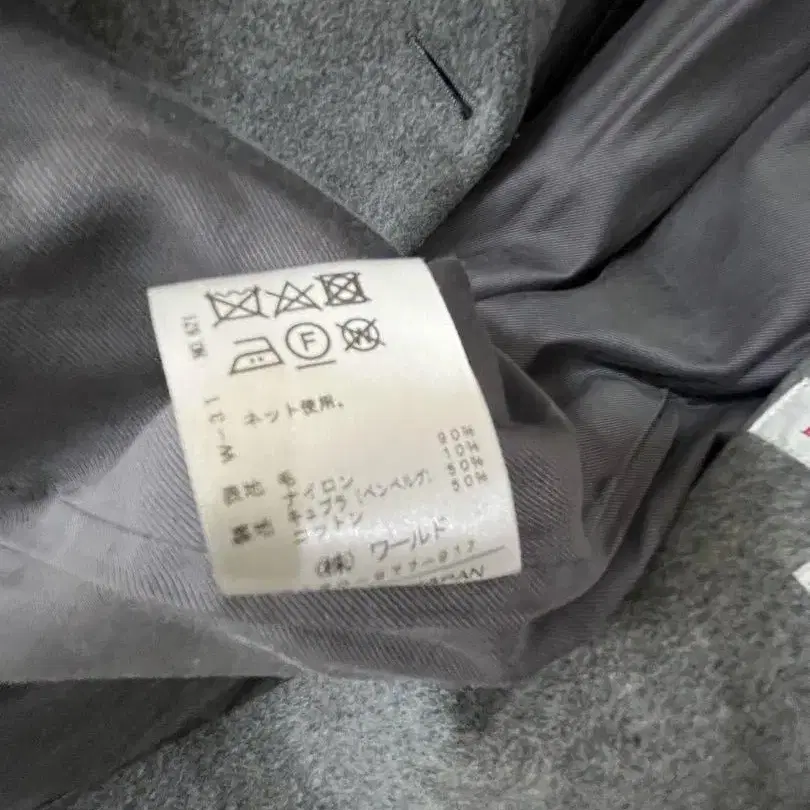 F
W
ネット使用。
表地 毛 90%
ナイロン 10%
裏地 キュプラ(ベンベルグ) 50%
コットン 50%
(株) ワールド
JAPAN